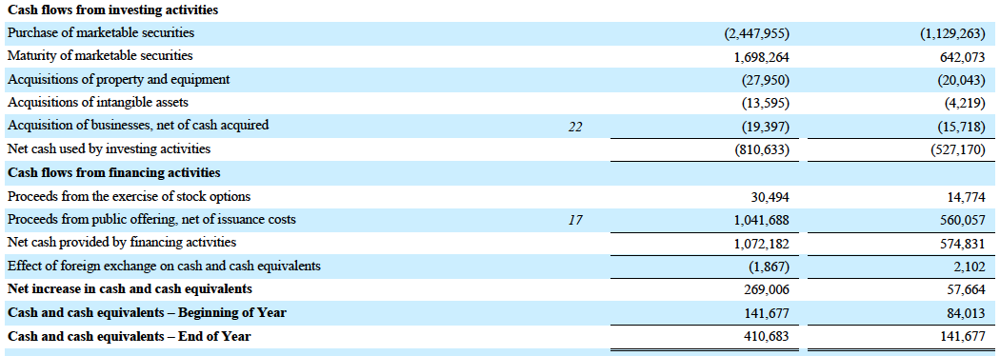 Cash flows from investing activities
Purchase of marketable securities (2,447,955) (1,129,263)
Maturity of marketable securities 1,698,264 642,073
Acquisitions of property and equipment (27,950) (20,043)
Acquisitions of intangible assets (13,595) (4,219)
Acquisition of businesses, net of cash acquired 22 (19,397) (15,718)
Net cash used by investing activities (810,633) (527,170)
Cash flows from financing activities
Proceeds from the exercise of stock options 30,494 14,774
Proceeds from public offering, net of issuance costs 17 1,041,688 560,057
Net cash provided by financing activities 1,072,182 574,831
Effect of foreign exchange on cash and cash equivalents (1,867) 2,102
Net increase in cash and cash equivalents 269,006 57,664
Cash and cash equivalents – Beginning of Year 141,677 84,013
Cash and cash equivalents – End of Year 410,683 141,677